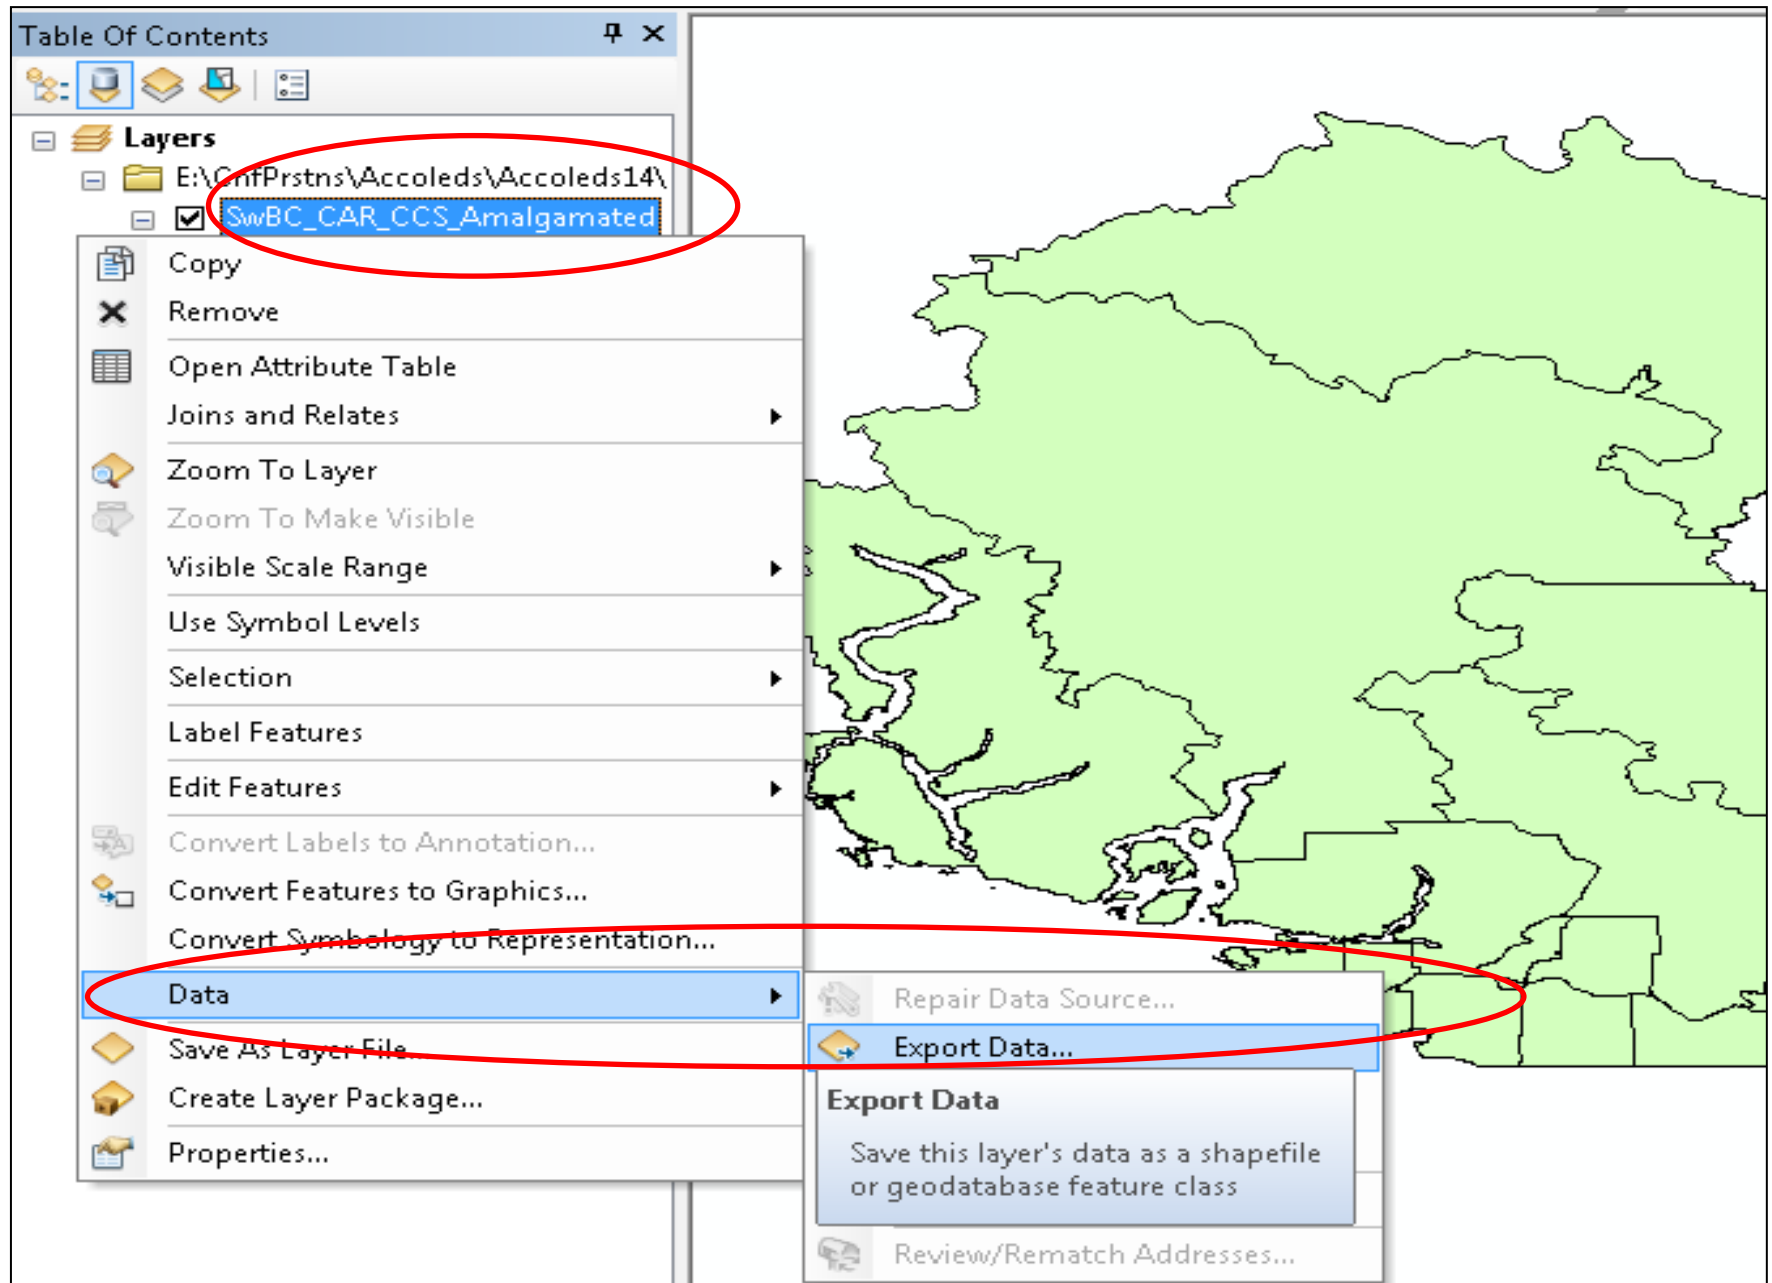 Table Of Contents
Layers
E:\CnfPrstns\Accoleds\Accoleds14\
SwBC_CAR_CCS_Amalgamated
Copy
Remove
Open Attribute Table
Joins and Relates
Zoom To Layer
Zoom To Make Visible
Visible Scale Range
Use Symbol Levels
Selection
Label Features
Edit Features
Convert Labels to Annotation...
Convert Features to Graphics...
Convert Symbology to Representation...
Data
Save As Layer File...
Create Layer Package...
Properties...
Repair Data Source...
Export Data...
Export Data
Save this layer's data as a shapefile
or geodatabase feature class
Review/Rematch Addresses...